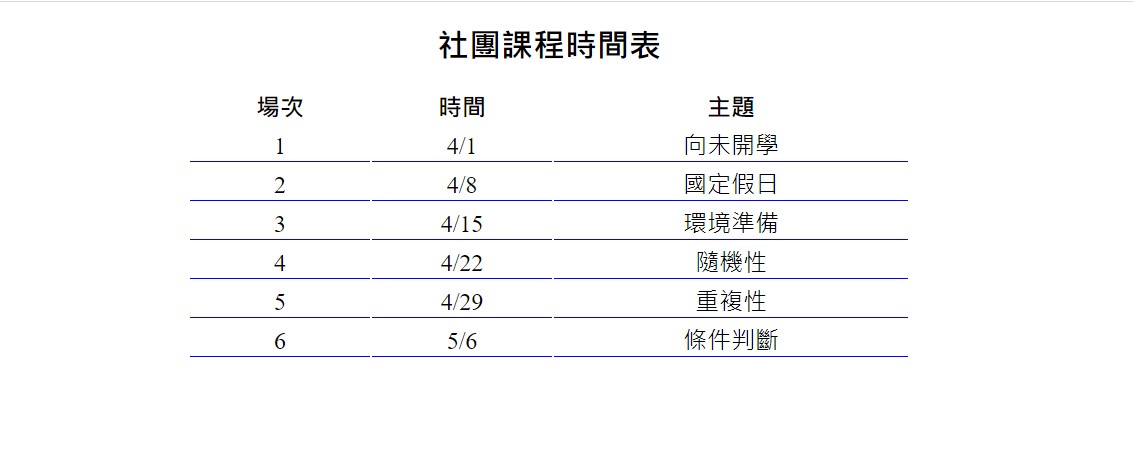 社團課程時間表
場次 時間 主題
1 4/1 向未開學
2 4/8 國定假日
3 4/15 環境準備
4 4/22 隨機性
5 4/29 重複性
6 5/6 條件判斷